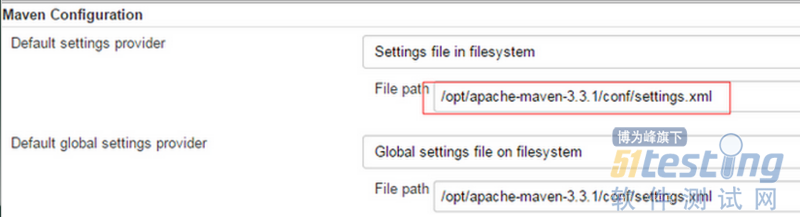 Maven Configuration
Default settings provider
Settings file in filesystem
File path
/opt/apache-maven-3.3.1/conf/settings.xml
Default global settings provider
Global settings file on filesystem
File path
/opt/apache-maven-3.3.1/conf/settings.xml
博为峰旗下
51testing
软件测试网